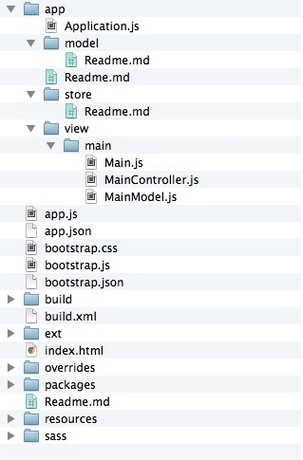 app
Application.js
model
Readme.md
Readme.md
store
Readme.md
view
main
Main.js
MainController.js
MainModel.js
app.js
app.json
bootstrap.css
bootstrap.js
bootstrap.json
build
build.xml
ext
index.html
overrides
packages
Readme.md
resources
sass